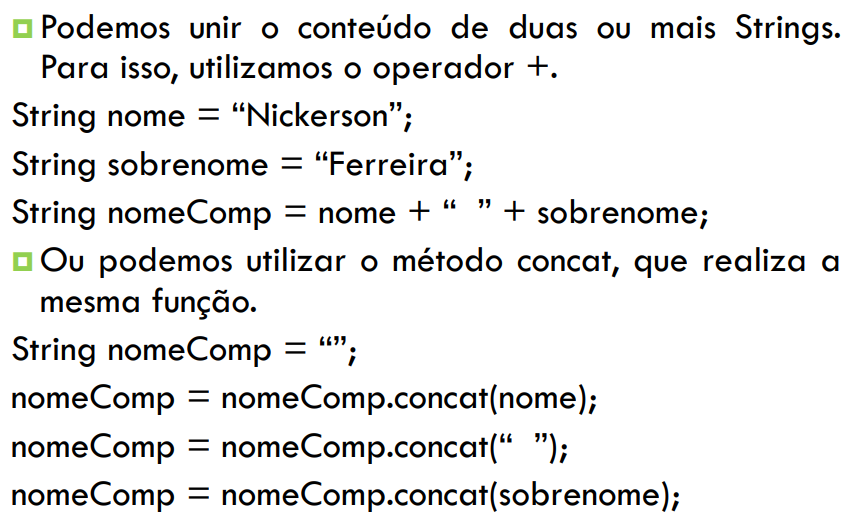 Podemos unir o conteúdo de duas ou mais Strings.
Para isso, utilizamos o operador +.
String nome = “Nickerson”;
String sobrenome = “Ferreira”;
String nomeComp = nome + “  ” + sobrenome;
Ou podemos utilizar o método concat, que realiza a
mesma função.
String nomeComp = “”;
nomeComp = nomeComp.concat(nome);
nomeComp = nomeComp.concat(“  ”);
nomeComp = nomeComp.concat(sobrenome);